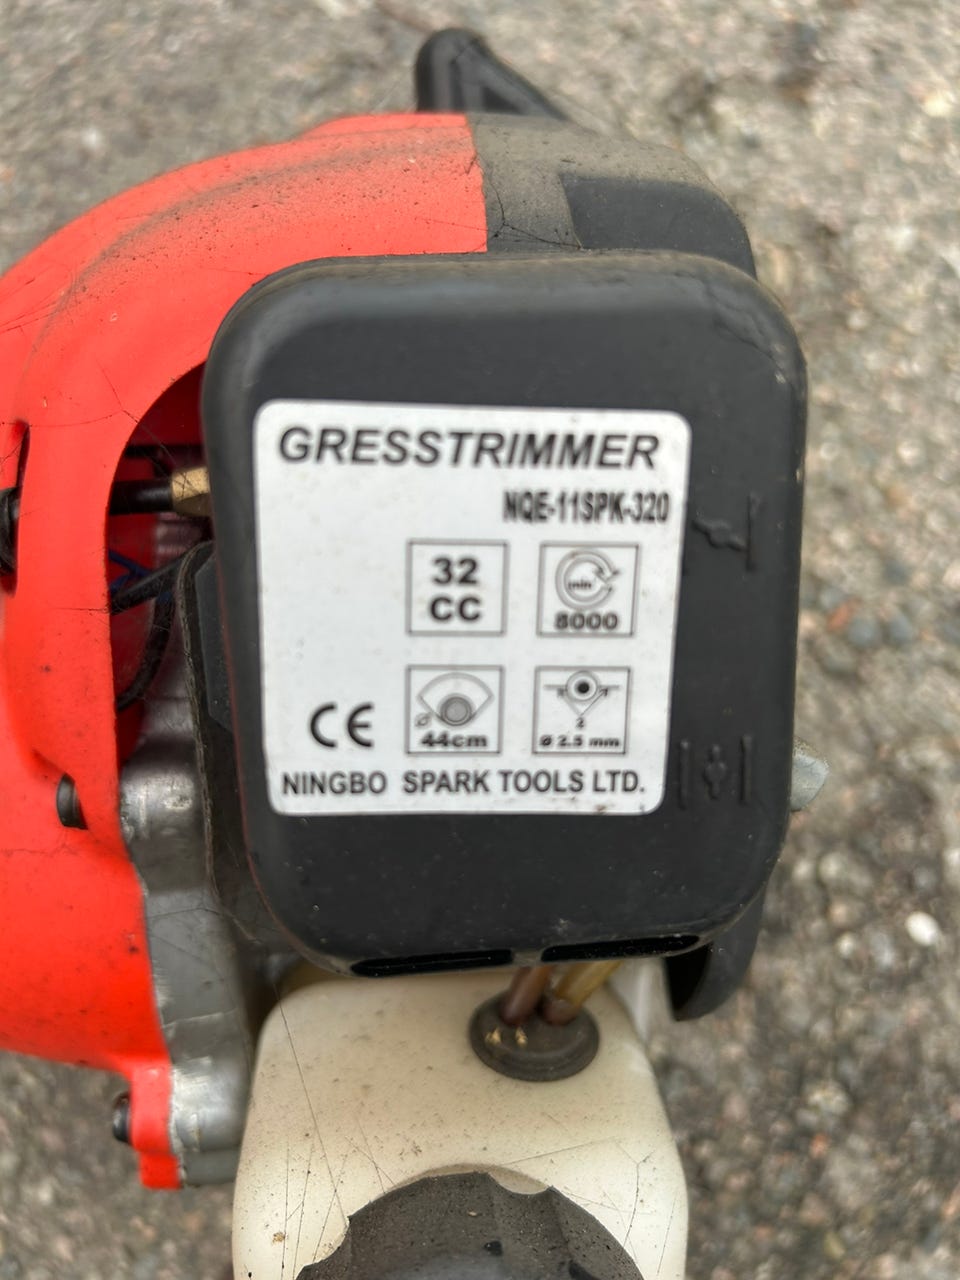 GRESSTRIMMER
NQE-11SPK-320
32
CC
min
8000
Ø
44cm
2
Ø 2.5 mm
CE
NINGBO SPARK TOOLS LTD.